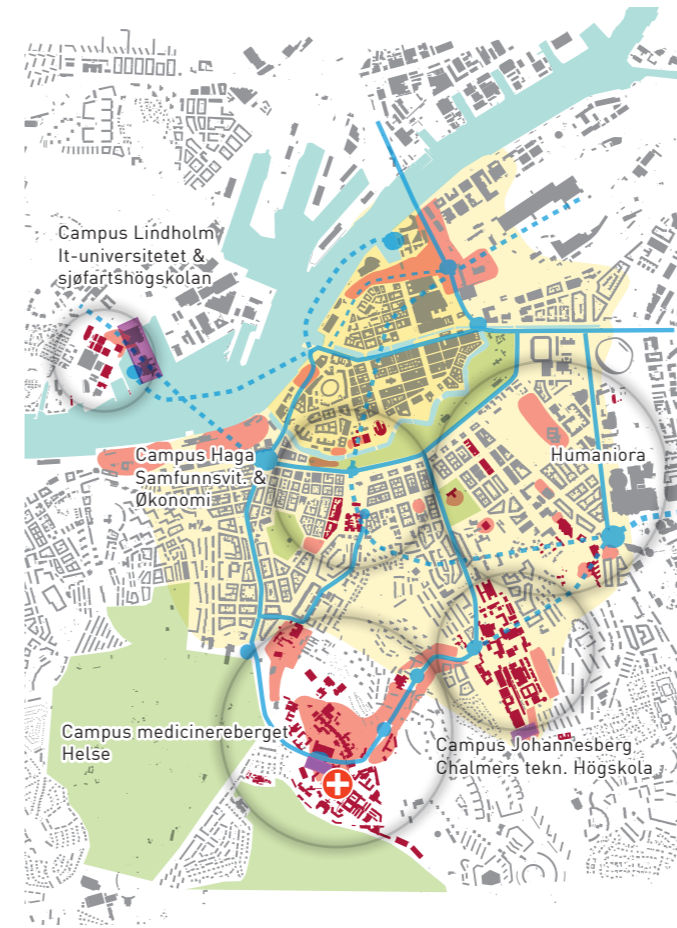 Campus Lindholm
It-universitetet &
sjøfartshögskolan
Campus Haga
Samfunnsvit. &
Økonomi
Humaniora
Campus medicinereberget
Helse
Campus Johannesberg
Chalmers tekn. Högskola